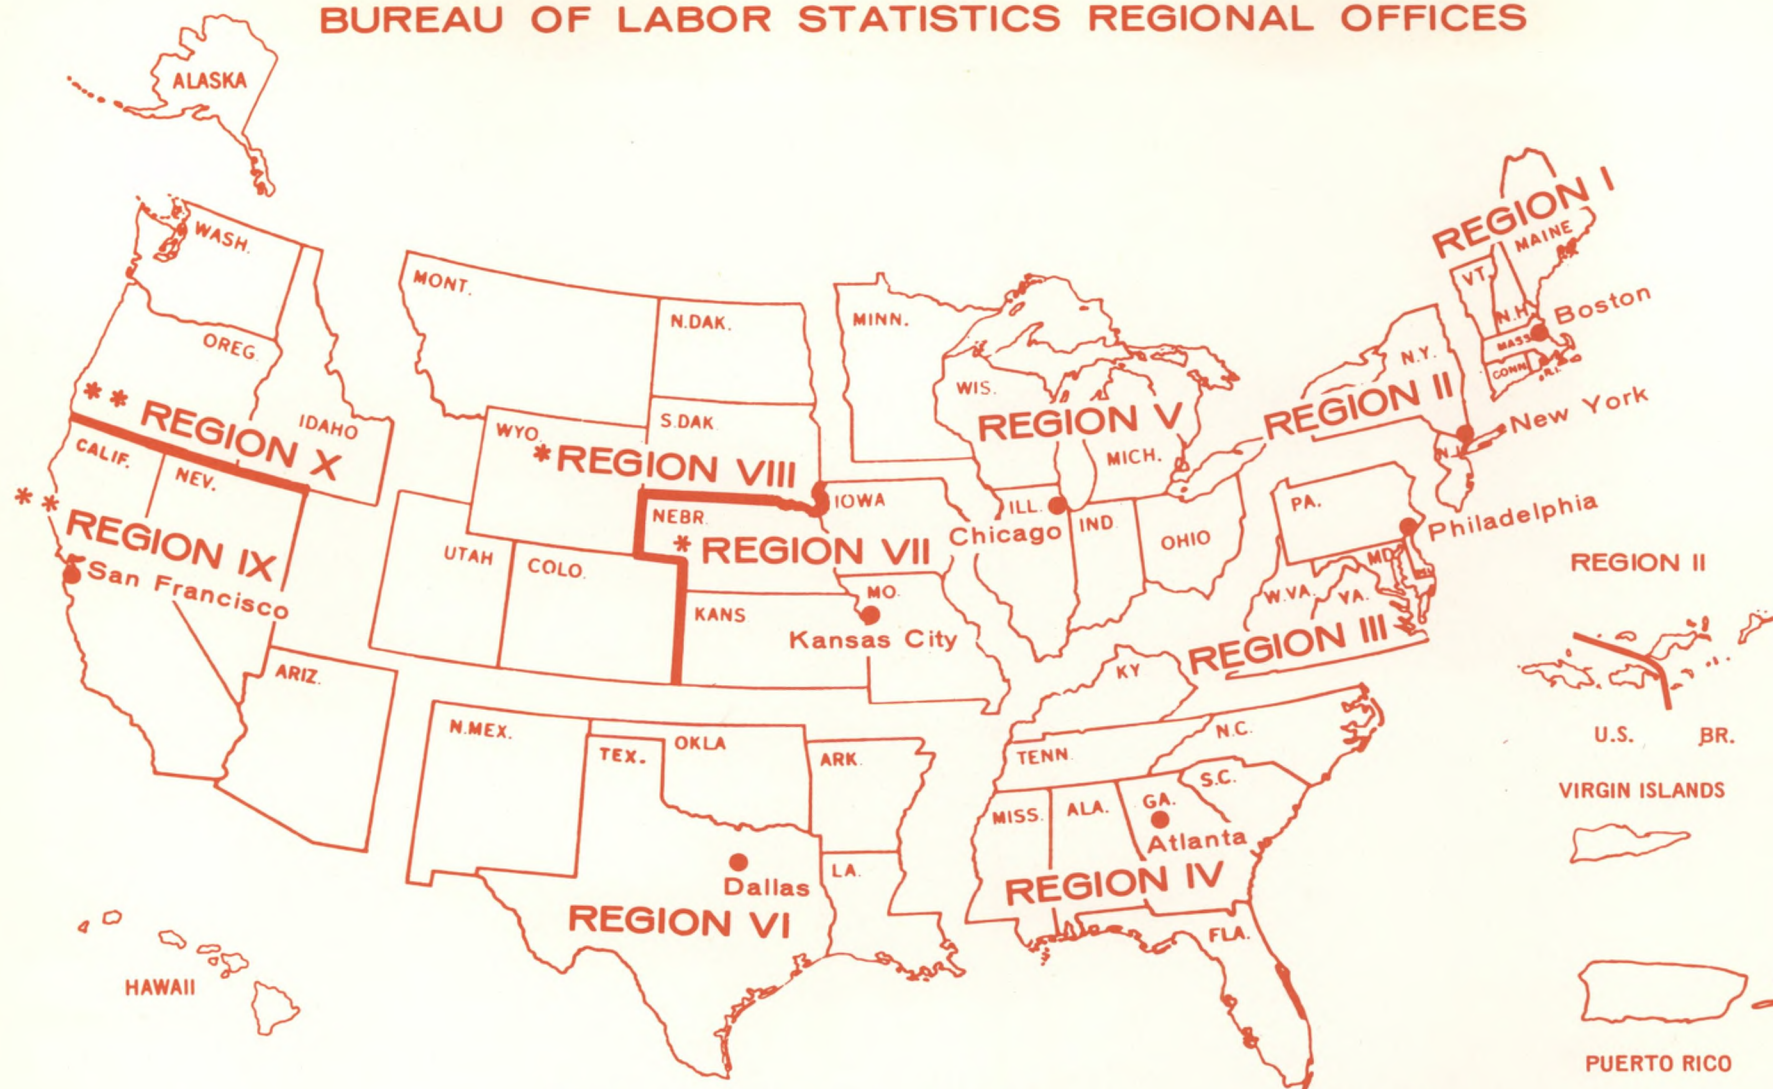 BUREAU OF LABOR STATISTICS REGIONAL OFFICES
ALASKA
REGION I
MAINE
VT.
N.H.
Boston
MASS
CONN
R.I.
WASH.
MONT.
N.DAK.
MINN.
OREG.
N.Y.
WIS.
** REGION X
IDAHO
S.DAK.
REGION V
REGION II
New York
WYO.
*REGION VIII
MICH.
N.J.
CALIF.
NEV.
IOWA
ILL.
Chicago
IND.
OHIO
PA.
Philadelphia
NEBR.
** REGION IX
* REGION VII
San Francisco
UTAH
COLO.
MD.
REGION II
W.VA.
VA.
KANS
MO.
Kansas City
REGION III
ARIZ.
KY
U.S.
BR.
VIRGIN ISLANDS
N.MEX.
TEX.
OKLA
ARK.
TENN.
N.C.
S.C.
MISS.
ALA.
GA.
Atlanta
Dallas
LA.
REGION IV
REGION VI
FLA.
HAWAII
PUERTO RICO